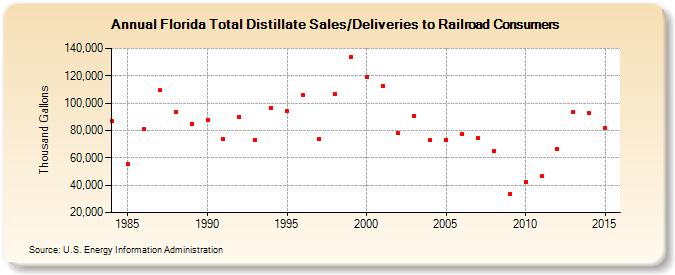 Annual Florida Total Distillate Sales/Deliveries to Railroad Consumers
Thousand Gallons
140,000
120,000
100,000
80,000
60,000
40,000
20,000
1985 1990 1995 2000 2005 2010 2015
Source: U.S. Energy Information Administration